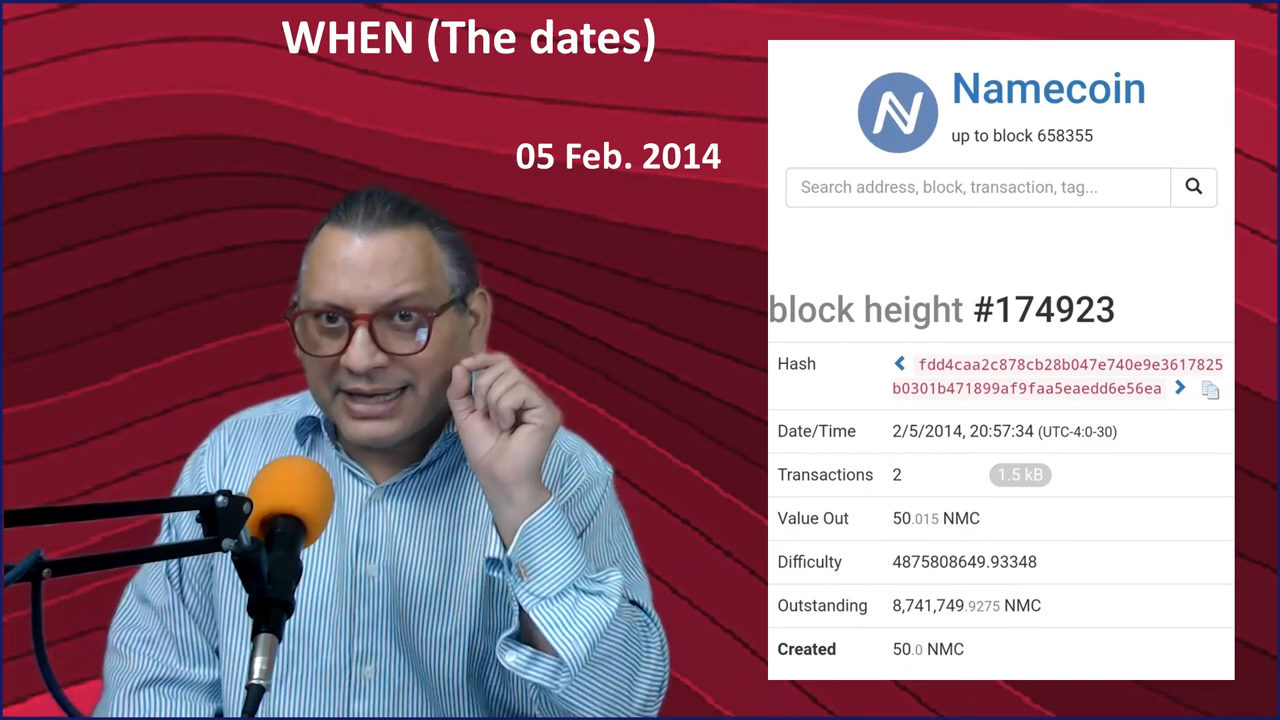 WHEN (The dates)
05 Feb. 2014
Namecoin
up to block 658355
Search address, block, transaction, tag...
block height #174923
Hash fdd4caa2c878cb28b047e740e9e3617825
b0301b471899af9faa5eaedd6e56ea
Date/Time 2/5/2014, 20:57:34 (UTC-4:0-30)
Transactions 2 1.5 kB
Value Out 50.015 NMC
Difficulty 4875808649.93348
Outstanding 8,741,749.9275 NMC
Created 50.0 NMC